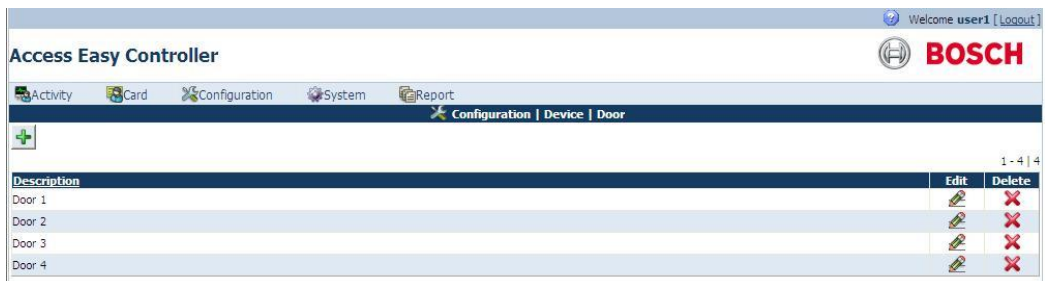 Welcome user1 [ Logout ]
Access Easy Controller
BOSCH
Activity Card Configuration System Report
Configuration | Device | Door
1 - 4 | 4
Description Edit Delete
Door 1
Door 2
Door 3
Door 4